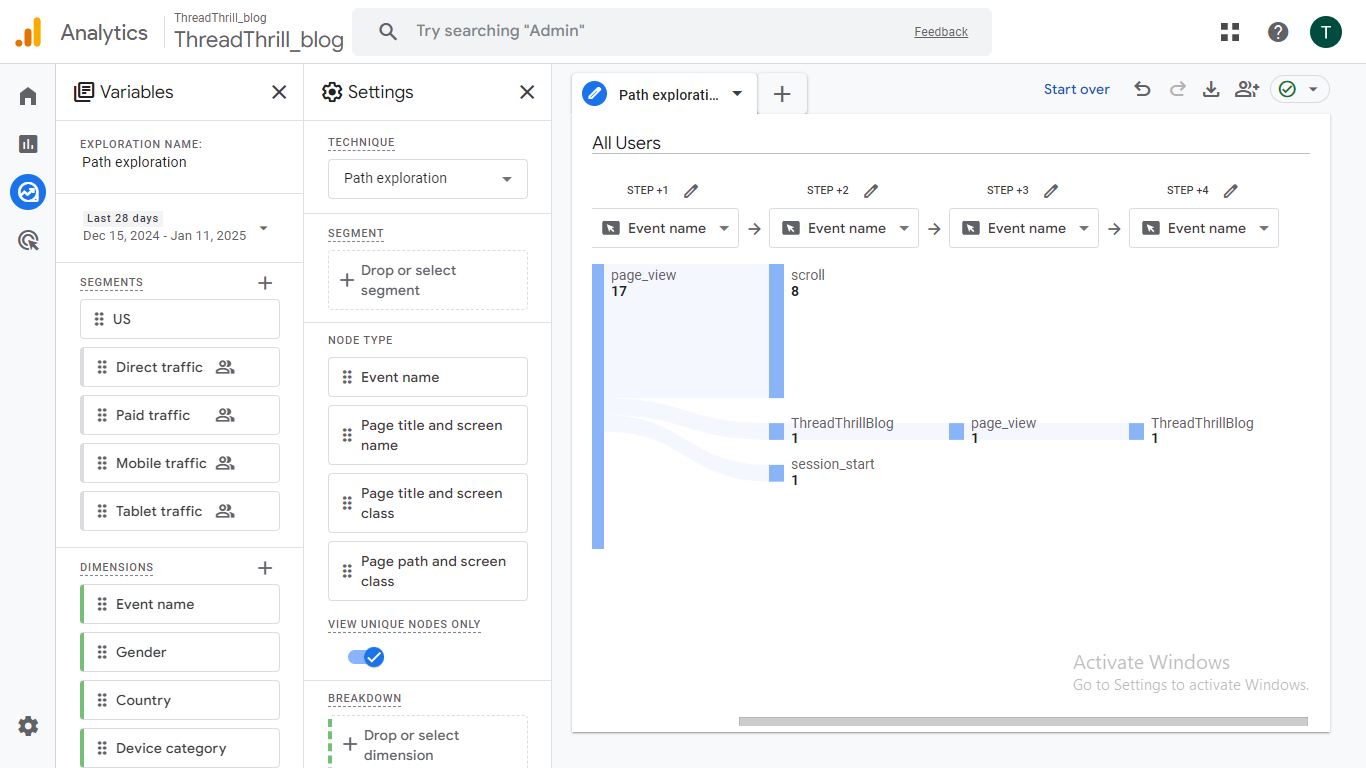 Analytics
ThreadThrill_blog
ThreadThrill_blog
Try searching "Admin"
Feedback
T
Variables
EXPLORATION NAME:
Path exploration
Last 28 days
Dec 15, 2024 - Jan 11, 2025
SEGMENTS
US
Direct traffic
Paid traffic
Mobile traffic
Tablet traffic
DIMENSIONS
Event name
Gender
Country
Device category
Settings
TECHNIQUE
Path exploration
SEGMENT
Drop or select
segment
NODE TYPE
Event name
Page title and screen
name
Page title and screen
class
Page path and screen
class
VIEW UNIQUE NODES ONLY
BREAKDOWN
Drop or select
dimension
Path explorati...
Start over
All Users
STEP +1
STEP +2
STEP +3
STEP +4
Event name
Event name
Event name
Event name
page_view
17
scroll
8
ThreadThrillBlog
1
page_view
1
ThreadThrillBlog
1
session_start
1
Activate Windows
Go to Settings to activate Windows.